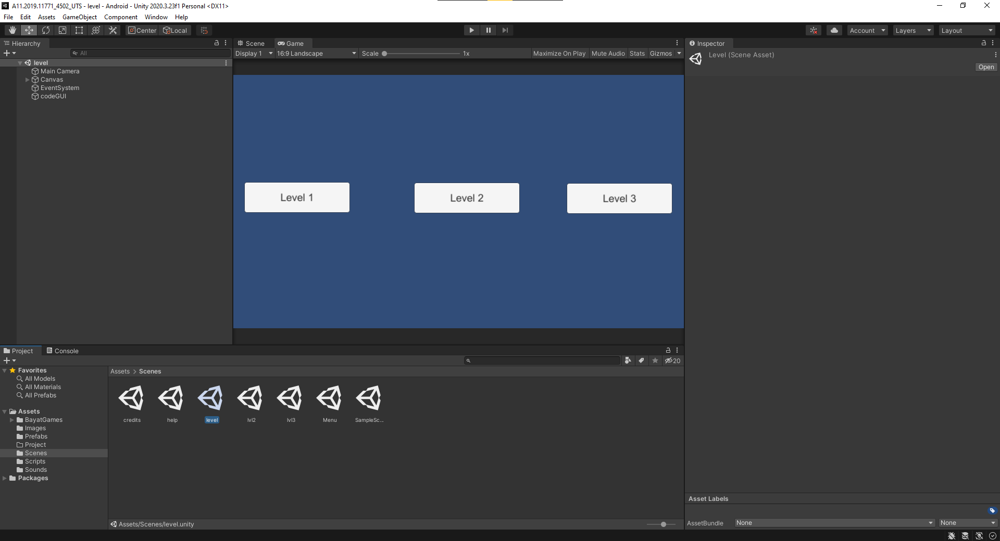 A11.2019.11771_4502_UTS - level - Android - Unity 2020.3.23f1 Personal <DX11>
File Edit Assets GameObject Component Window Help
Center Local Account Layers Layout
Hierarchy
All
level
Main Camera
Canvas
EventSystem
codeGUI
Scene Game
Display 1 16:9 Landscape Scale 1x Maximize On Play Mute Audio Stats Gizmos
Level 1 Level 2 Level 3
Inspector
Level (Scene Asset)
Open
Project Console
20
Favorites
All Models
All Materials
All Prefabs
Assets
BayatGames
Images
Prefabs
Project
Scenes
Scripts
Sounds
Packages
Assets > Scenes
credits help level lvl2 lvl3 Menu SampleSc...
Assets/Scenes/level.unity
Asset Labels
AssetBundle None None